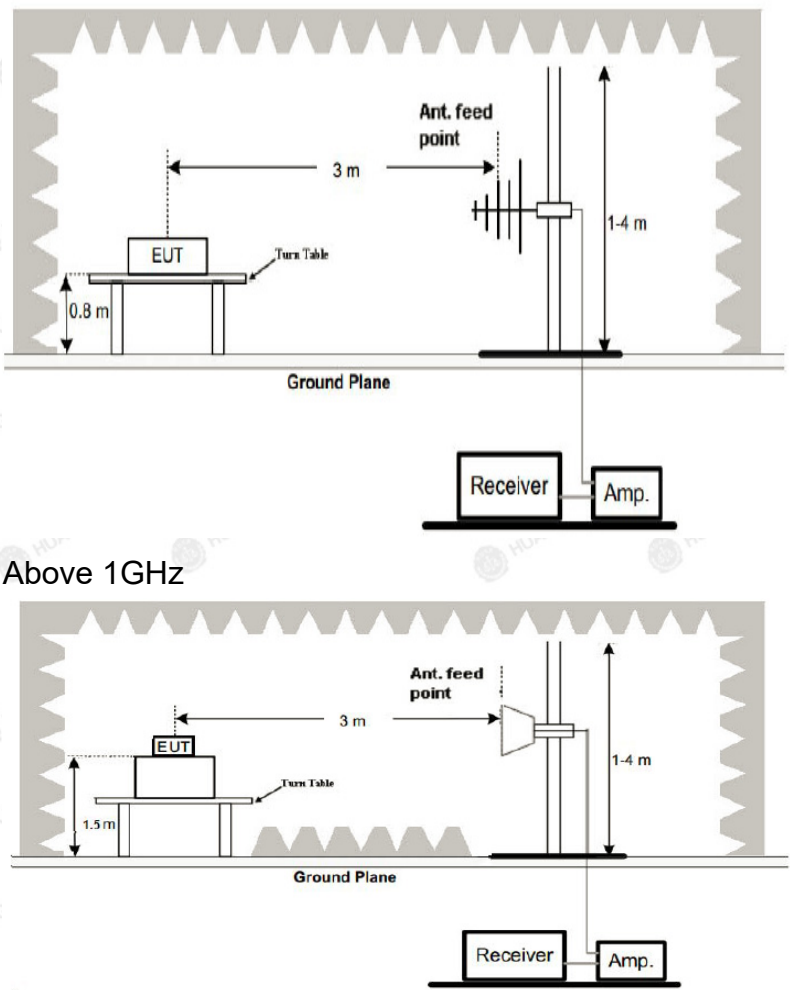 Ant. feed
point
3 m
1-4 m
EUT
Turn Table
0.8 m
Ground Plane
Receiver
Amp.
Above 1GHz
Ant. feed
point
3 m
EUT
1-4 m
Turn Table
1.5 m
Ground Plane
Receiver
Amp.